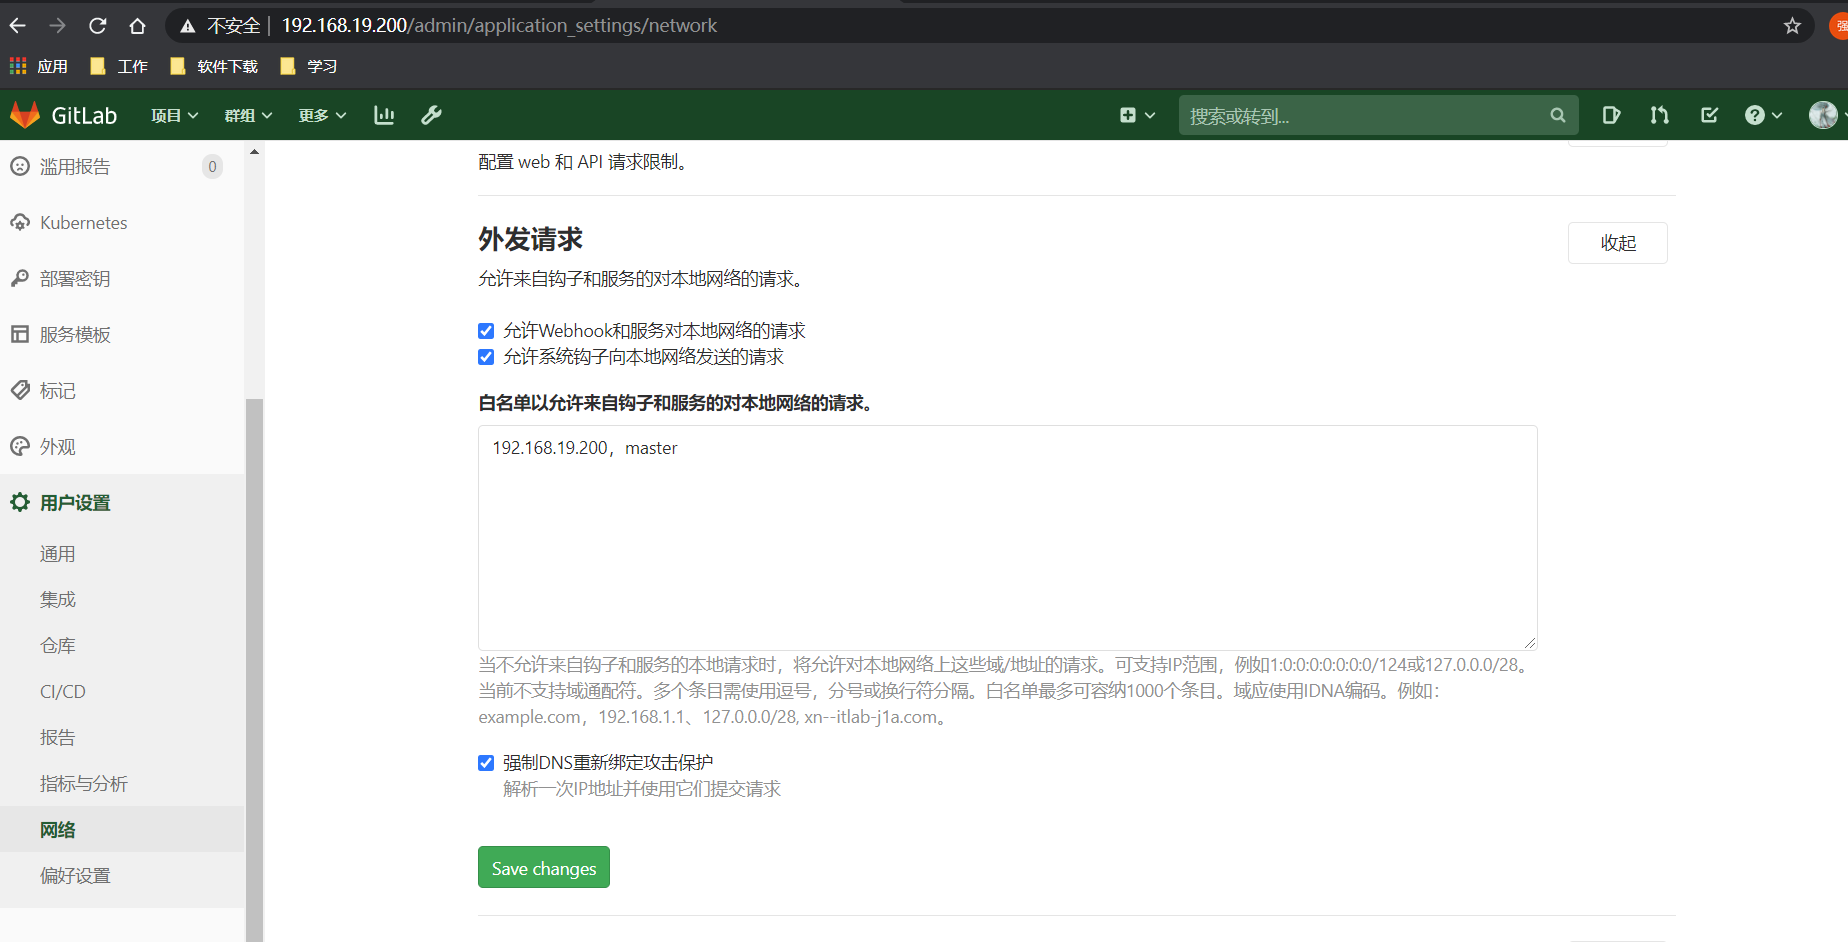 不安全 | 192.168.19.200/admin/application_settings/network
强
应用 工作 软件下载 学习
GitLab 项目 群组 更多 搜索或转到...
滥用报告 0
Kubernetes
部署密钥
服务模板
标记
外观
用户设置
通用
集成
仓库
CI/CD
报告
指标与分析
网络
偏好设置
配置 web 和 API 请求限制。
外发请求
收起
允许来自钩子和服务的对本地网络的请求。
允许Webhook和服务对本地网络的请求
允许系统钩子向本地网络发送的请求
白名单以允许来自钩子和服务的对本地网络的请求。
192.168.19.200，master
当不允许来自钩子和服务的本地请求时，将允许对本地网络上这些域/地址的请求。可支持IP范围，例如1:0:0:0:0:0:0:0/124或127.0.0.0/28。
当前不支持域通配符。多个条目需使用逗号，分号或换行符分隔。白名单最多可容纳1000个条目。域应使用IDNA编码。例如：
example.com，192.168.1.1、127.0.0.0/28, xn--itlab-j1a.com。
强制DNS重新绑定攻击保护
解析一次IP地址并使用它们提交请求
Save changes